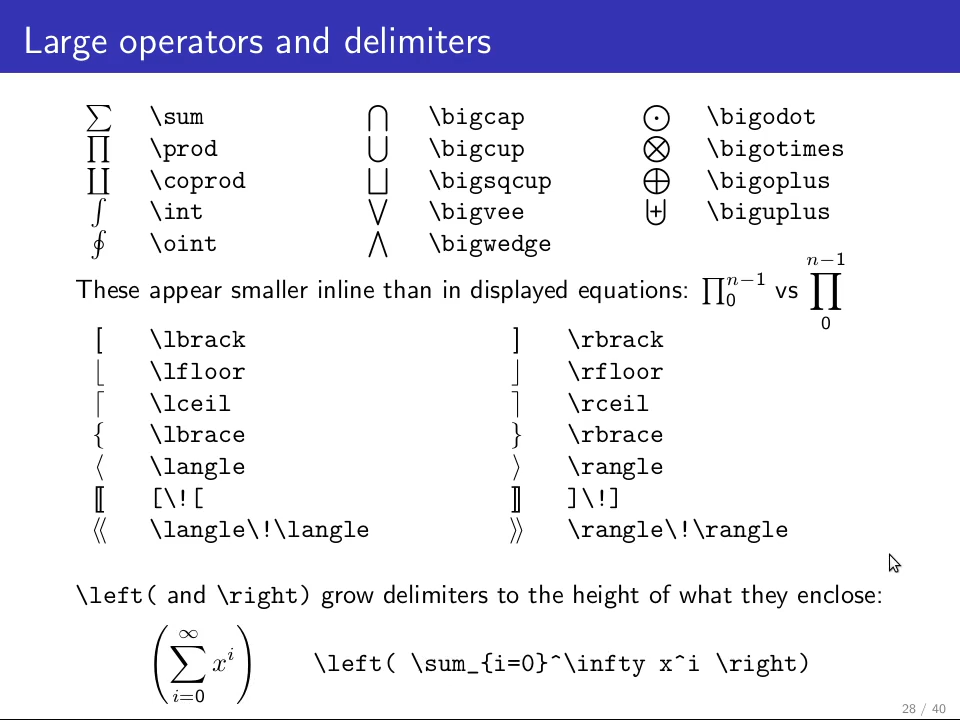 Large operators and delimiters
∑ \sum ⋂ \bigcap ⨀ \bigodot
∏ \prod ⋃ \bigcup ⨂ \bigotimes
∐ \coprod ⨆ \bigsqcup ⨁ \bigoplus
∫ \int ⋁ \bigvee ⨄ \biguplus
∮ \oint ⋀ \bigwedge
These appear smaller inline than in displayed equations: ∏₀ⁿ⁻¹ vs ∏₀ⁿ⁻¹
[ \lbrack ] \rbrack
⌊ \lfloor ⌋ \rfloor
⌈ \lceil ⌉ \rceil
{ \lbrace } \rbrace
⟨ \langle ⟩ \rangle
⟦ [\![ ⟧ ]\!]
⟪ \langle\!\langle ⟫ \rangle\!\rangle
\left( and \right) grow delimiters to the height of what they enclose:
(∑_{i=0}^∞ xⁱ) \left( \sum_{i=0}^\infty x^i \right)
28 / 40